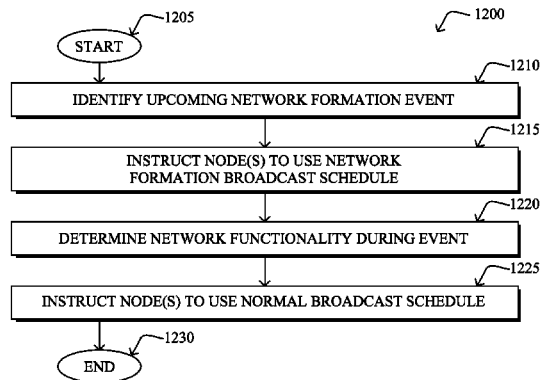 1200
1205
START
1210
IDENTIFY UPCOMING NETWORK FORMATION EVENT
1215
INSTRUCT NODE(S) TO USE NETWORK
FORMATION BROADCAST SCHEDULE
1220
DETERMINE NETWORK FUNCTIONALITY DURING EVENT
1225
INSTRUCT NODE(S) TO USE NORMAL BROADCAST SCHEDULE
1230
END